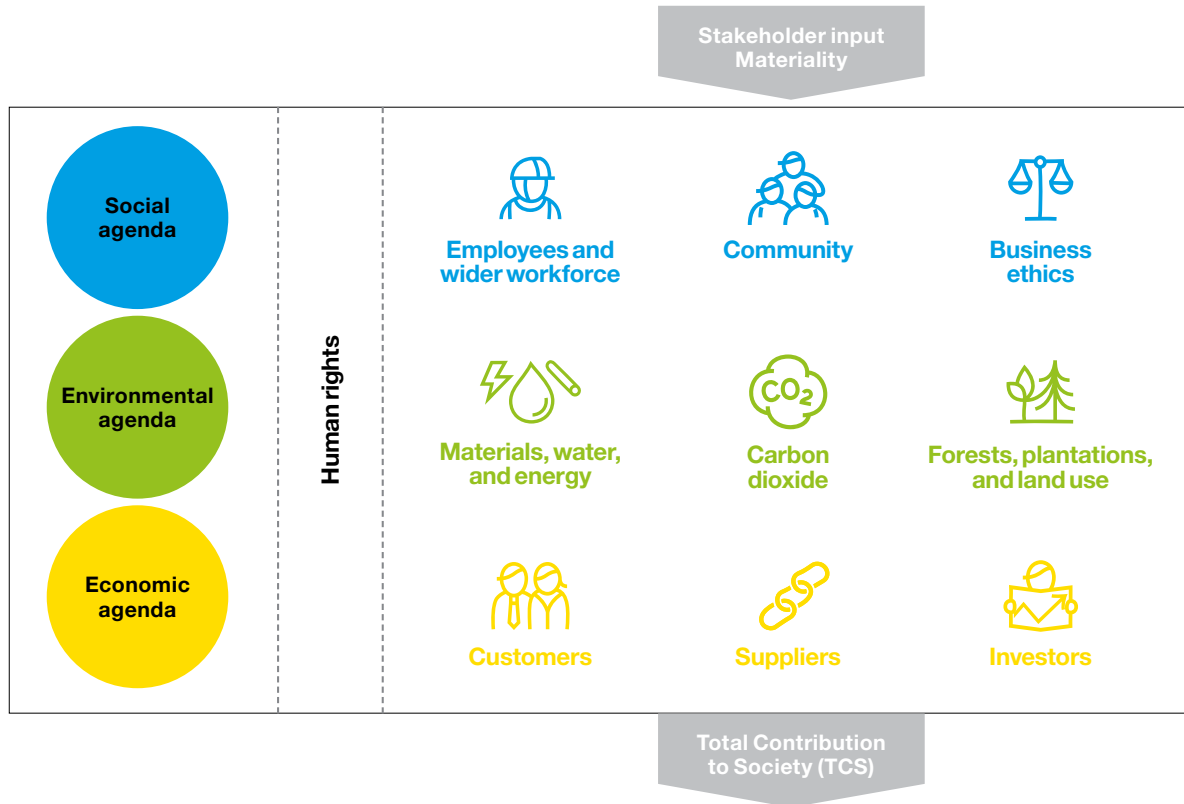 Stakeholder input
Materiality
Social
agenda
Environmental
agenda
Economic
agenda
Human rights
Employees and
wider workforce
Community
Business
ethics
Materials, water,
and energy
CO2
Carbon
dioxide
Forests, plantations,
and land use
Customers
Suppliers
Investors
Total Contribution
to Society (TCS)